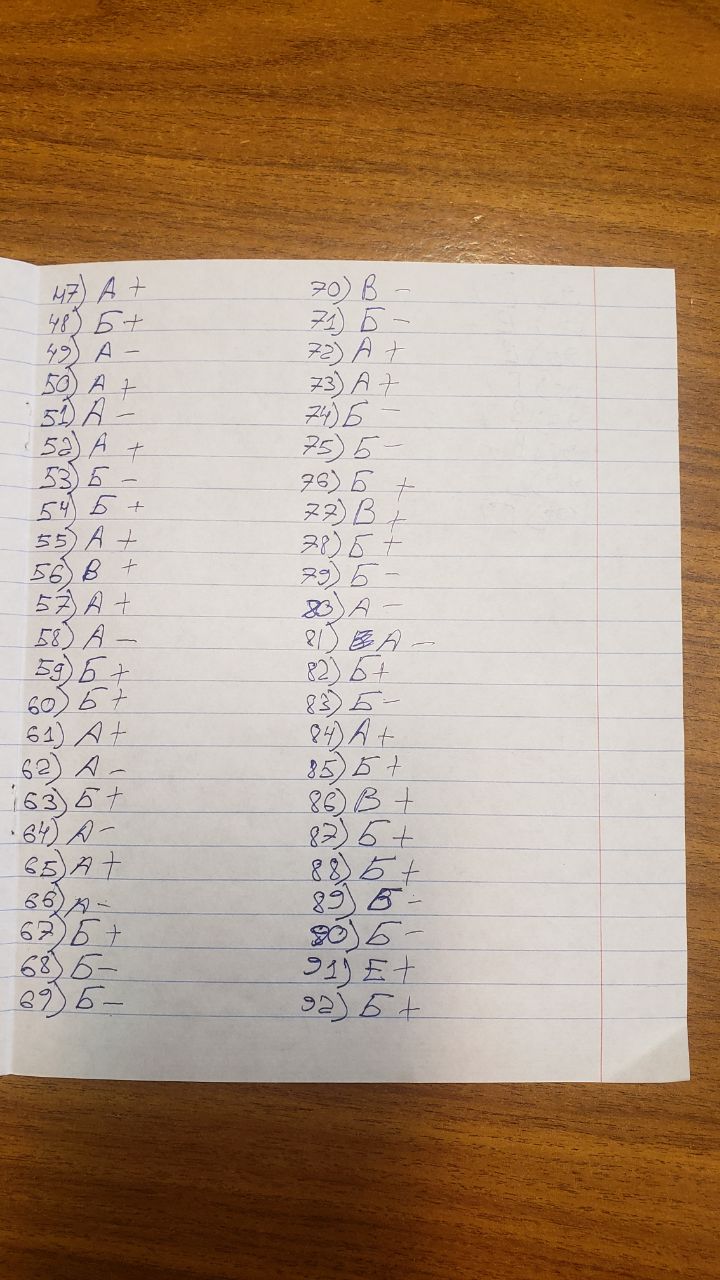 47) А +
48) Б +
49) А -
50) А +
51) А -
52) А +
53) Б -
54) Б +
55) А +
56) В +
57) А +
58) А -
59) Б +
60) Б +
61) А +
62) А -
63) Б +
64) А -
65) А +
66) А -
67) Б +
68) Б -
69) Б -
70) В -
71) Б -
72) А +
73) А +
74) Б -
75) Б -
76) Б +
77) В +
78) Б +
79) Б -
80) А -
81) А -
82) Б +
83) Б -
84) А +
85) Б +
86) В +
87) Б +
88) Б +
89) В -
90) Б -
91) Е +
92) Б +